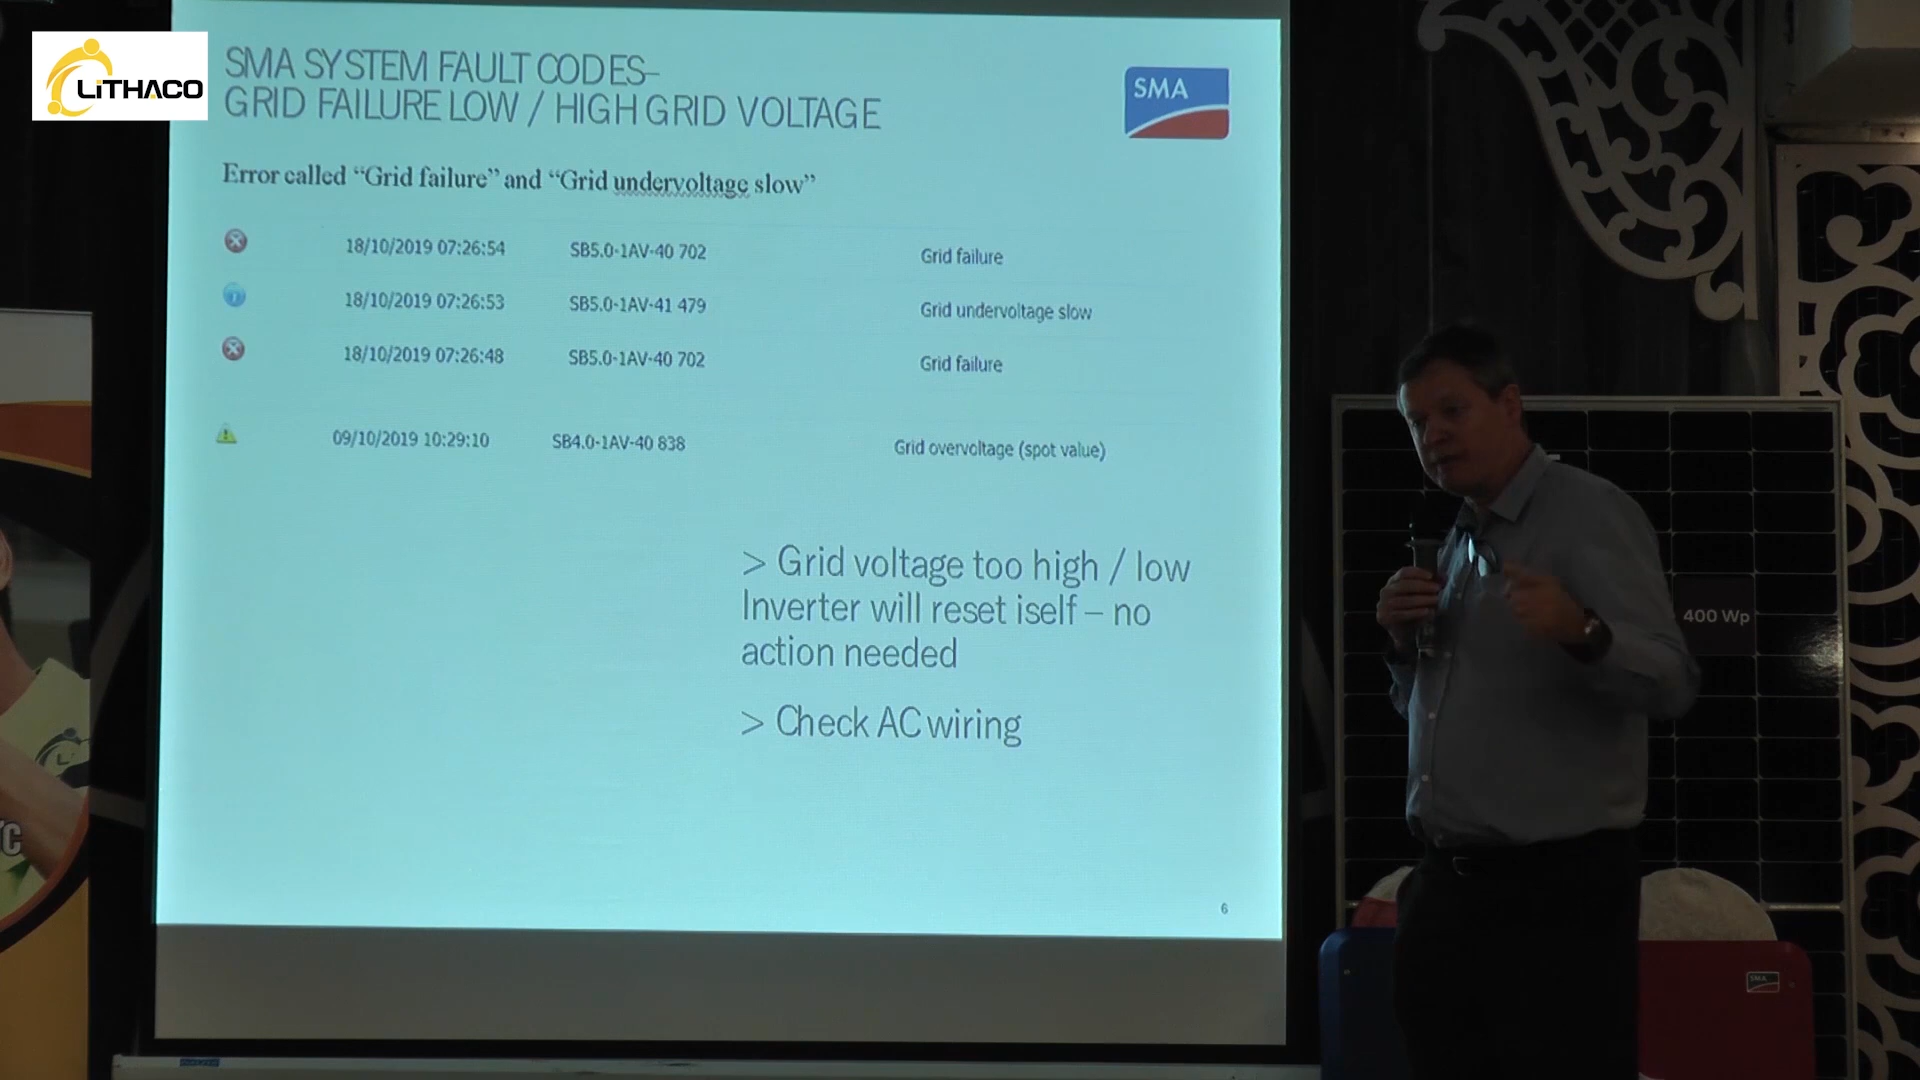 LiTHACO
SMA SYSTEM FAULT CODES–
GRID FAILURE LOW / HIGH GRID VOLTAGE
SMA
Error called “Grid failure” and “Grid undervoltage slow”
18/10/2019 07:26:54 SB5.0-1AV-40 702 Grid failure
18/10/2019 07:26:53 SB5.0-1AV-41 479 Grid undervoltage slow
18/10/2019 07:26:48 SB5.0-1AV-40 702 Grid failure
09/10/2019 10:29:10 SB4.0-1AV-40 838 Grid overvoltage (spot value)
> Grid voltage too high / low
Inverter will reset iself – no
action needed
> Check AC wiring
6
400 Wp
SMA